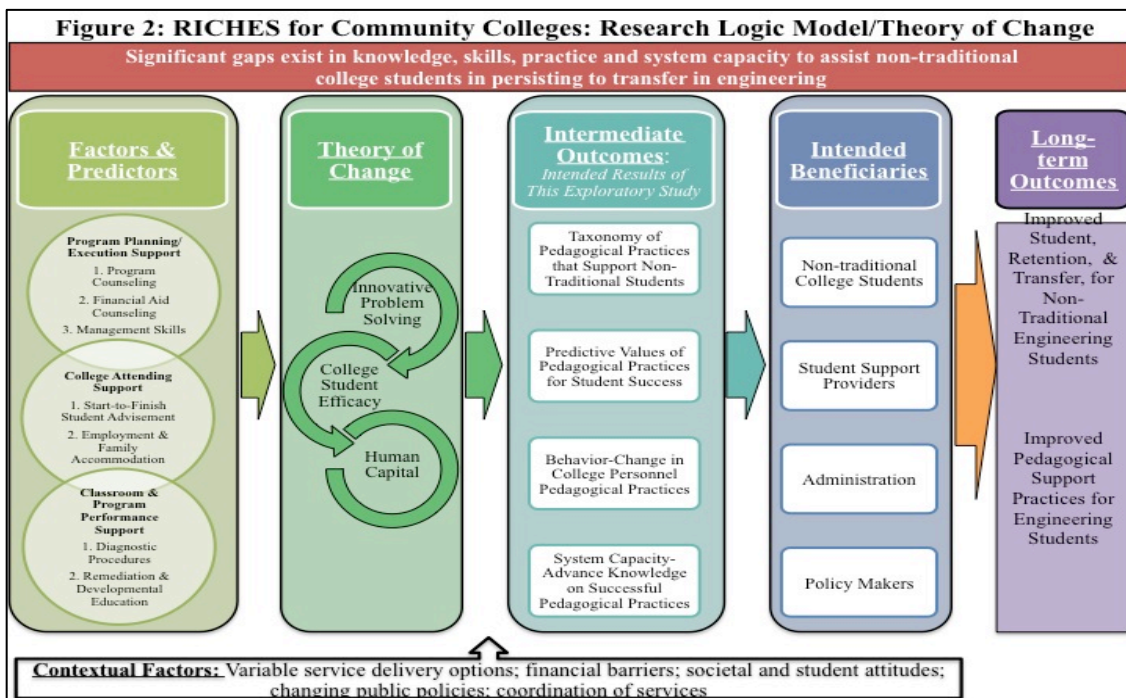 Figure 2: RICHES for Community Colleges: Research Logic Model/Theory of Change
Significant gaps exist in knowledge, skills, practice and system capacity to assist non-traditional
college students in persisting to transfer in engineering
Factors &
Predictors
Program Planning/
Execution Support
1. Program
Counseling
2. Financial Aid
Counseling
3. Management Skills
College Attending
Support
1. Start-to-Finish
Student Advisement
2. Employment &
Family
Accommodation
Classroom &
Program
Performance
Support
1. Diagnostic
Procedures
2. Remediation &
Developmental
Education
Theory of
Change
Innovative
Problem
Solving
College
Student
Efficacy
Human
Capital
Intermediate
Outcomes:
Intended Results of
This Exploratory Study
Taxonomy of
Pedagogical Practices
that Support Non-
Traditional Students
Predictive Values of
Pedagogical Practices
for Student Success
Behavior-Change in
College Personnel
Pedagogical Practices
System Capacity-
Advance Knowledge
on Successful
Pedagogical Practices
Intended
Beneficiaries
Non-traditional
College Students
Student Support
Providers
Administration
Policy Makers
Long-
term
Outcomes
Improved
Student,
Retention, &
Transfer, for
Non-
Traditional
Engineering
Students
Improved
Pedagogical
Support
Practices for
Engineering
Students
Contextual Factors: Variable service delivery options; financial barriers; societal and student attitudes;
changing public policies; coordination of services